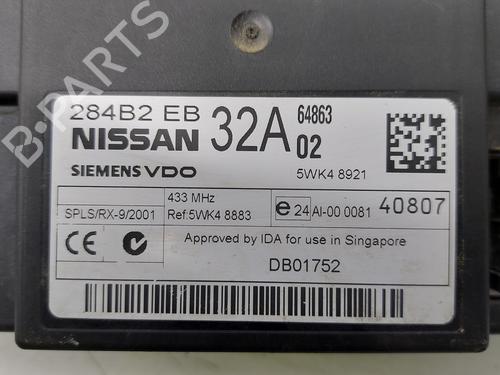 B-PARTS
284B2 EB
NISSAN
32A
64863
02
SIEMENS VDO
5WK4 8921
SPLS/RX-9/2001
433 MHz
Ref:5WK4 8883
e 24 AI-00 0081
40807
CE
N
Approved by IDA for use in Singapore
DB01752